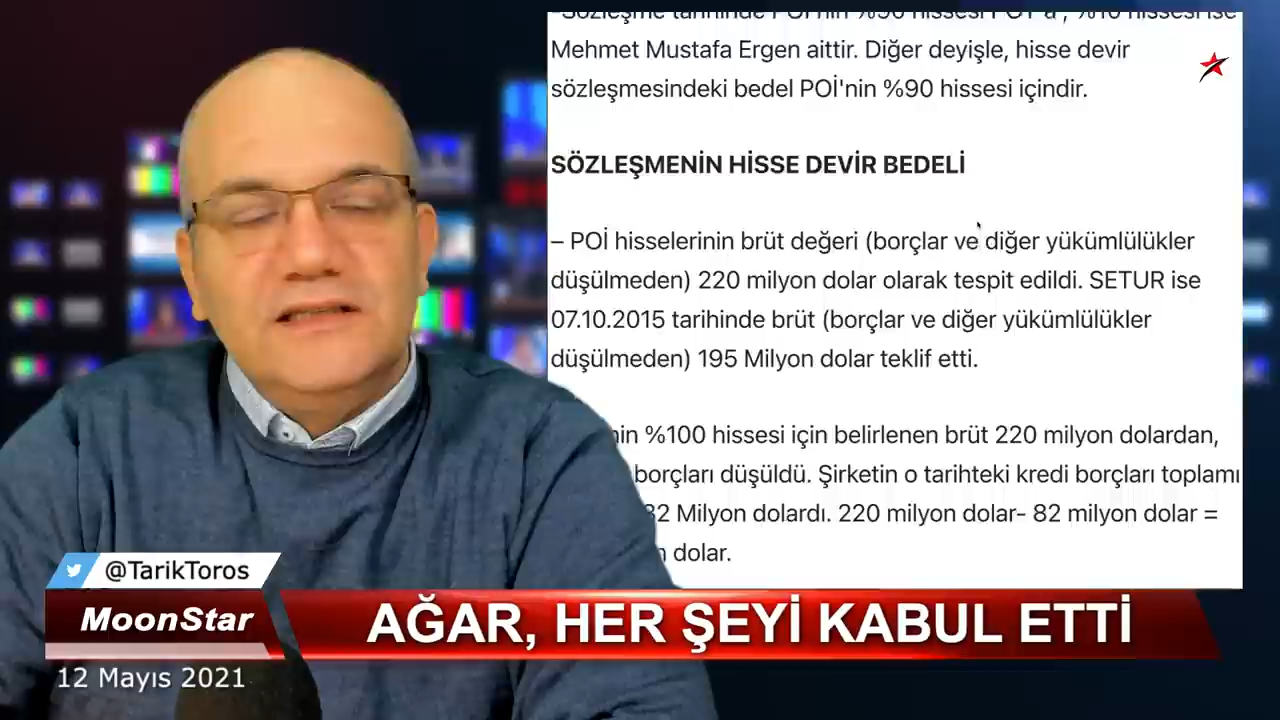 Mehmet Mustafa Ergen aittir. Diğer deyişle, hisse devir
sözleşmesindeki bedel POİ'nin %90 hissesi içindir.
SÖZLEŞMENİN HİSSE DEVİR BEDELİ
– POİ hisselerinin brüt değeri (borçlar ve diğer yükümlülükler
düşülmeden) 220 milyon dolar olarak tespit edildi. SETUR ise
07.10.2015 tarihinde brüt (borçlar ve diğer yükümlülükler
düşülmeden) 195 Milyon dolar teklif etti.
%100 hissesi için belirlenen brüt 220 milyon dolardan,
borçları düşüldü. Şirketin o tarihteki kredi borçları toplamı
Milyon dolardı. 220 milyon dolar- 82 milyon dolar =
dolar.
@TarikToros
MoonStar
AĞAR, HER ŞEYİ KABUL ETTİ
12 Mayıs 2021